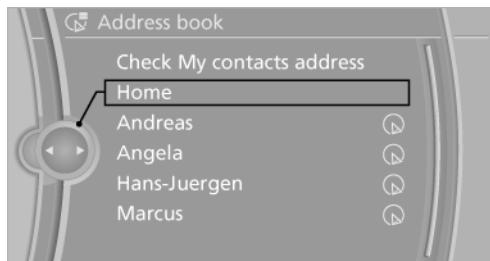 Address book
Check My contacts address
Home
Andreas
Angela
Hans-Juergen
Marcus